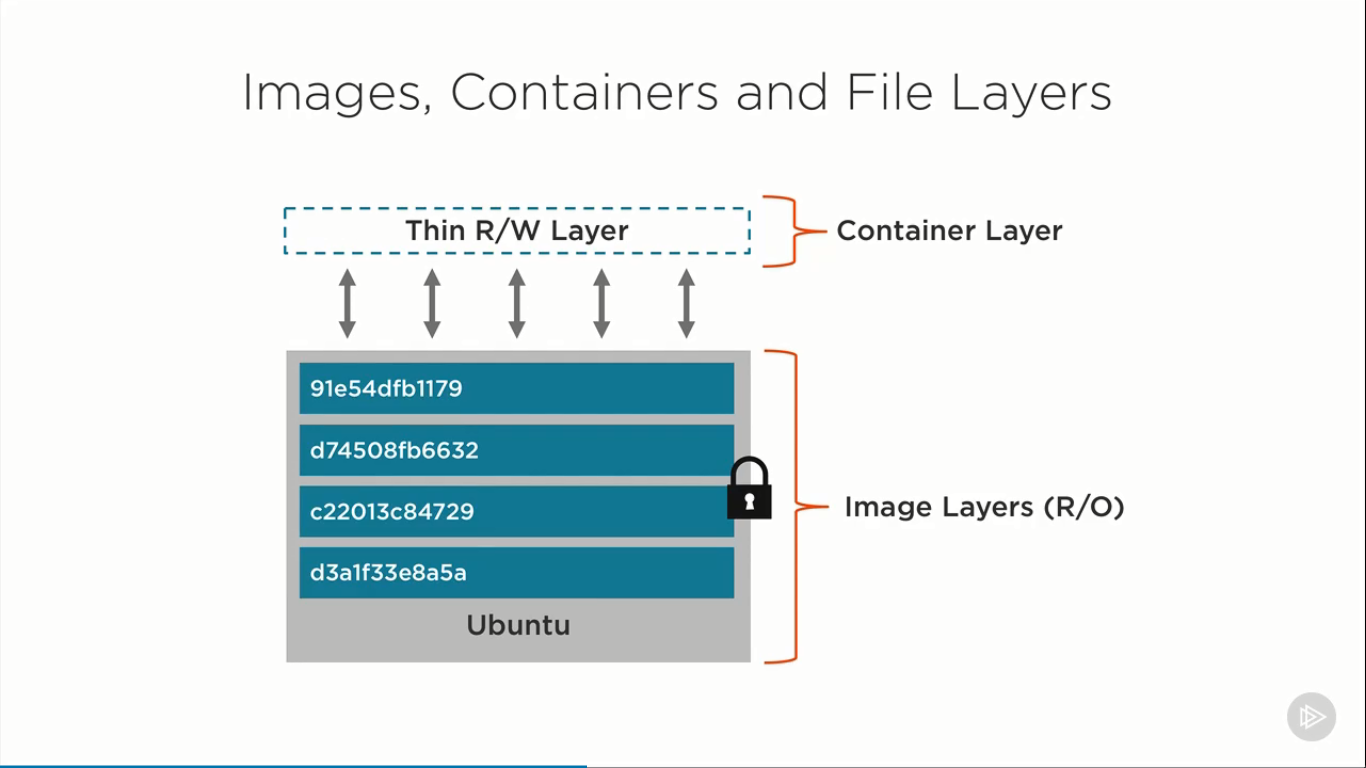 Images, Containers and File Layers
Thin R/W Layer
Container Layer
91e54dfb1179
d74508fb6632
c22013c84729
d3a1f33e8a5a
Ubuntu
Image Layers (R/O)